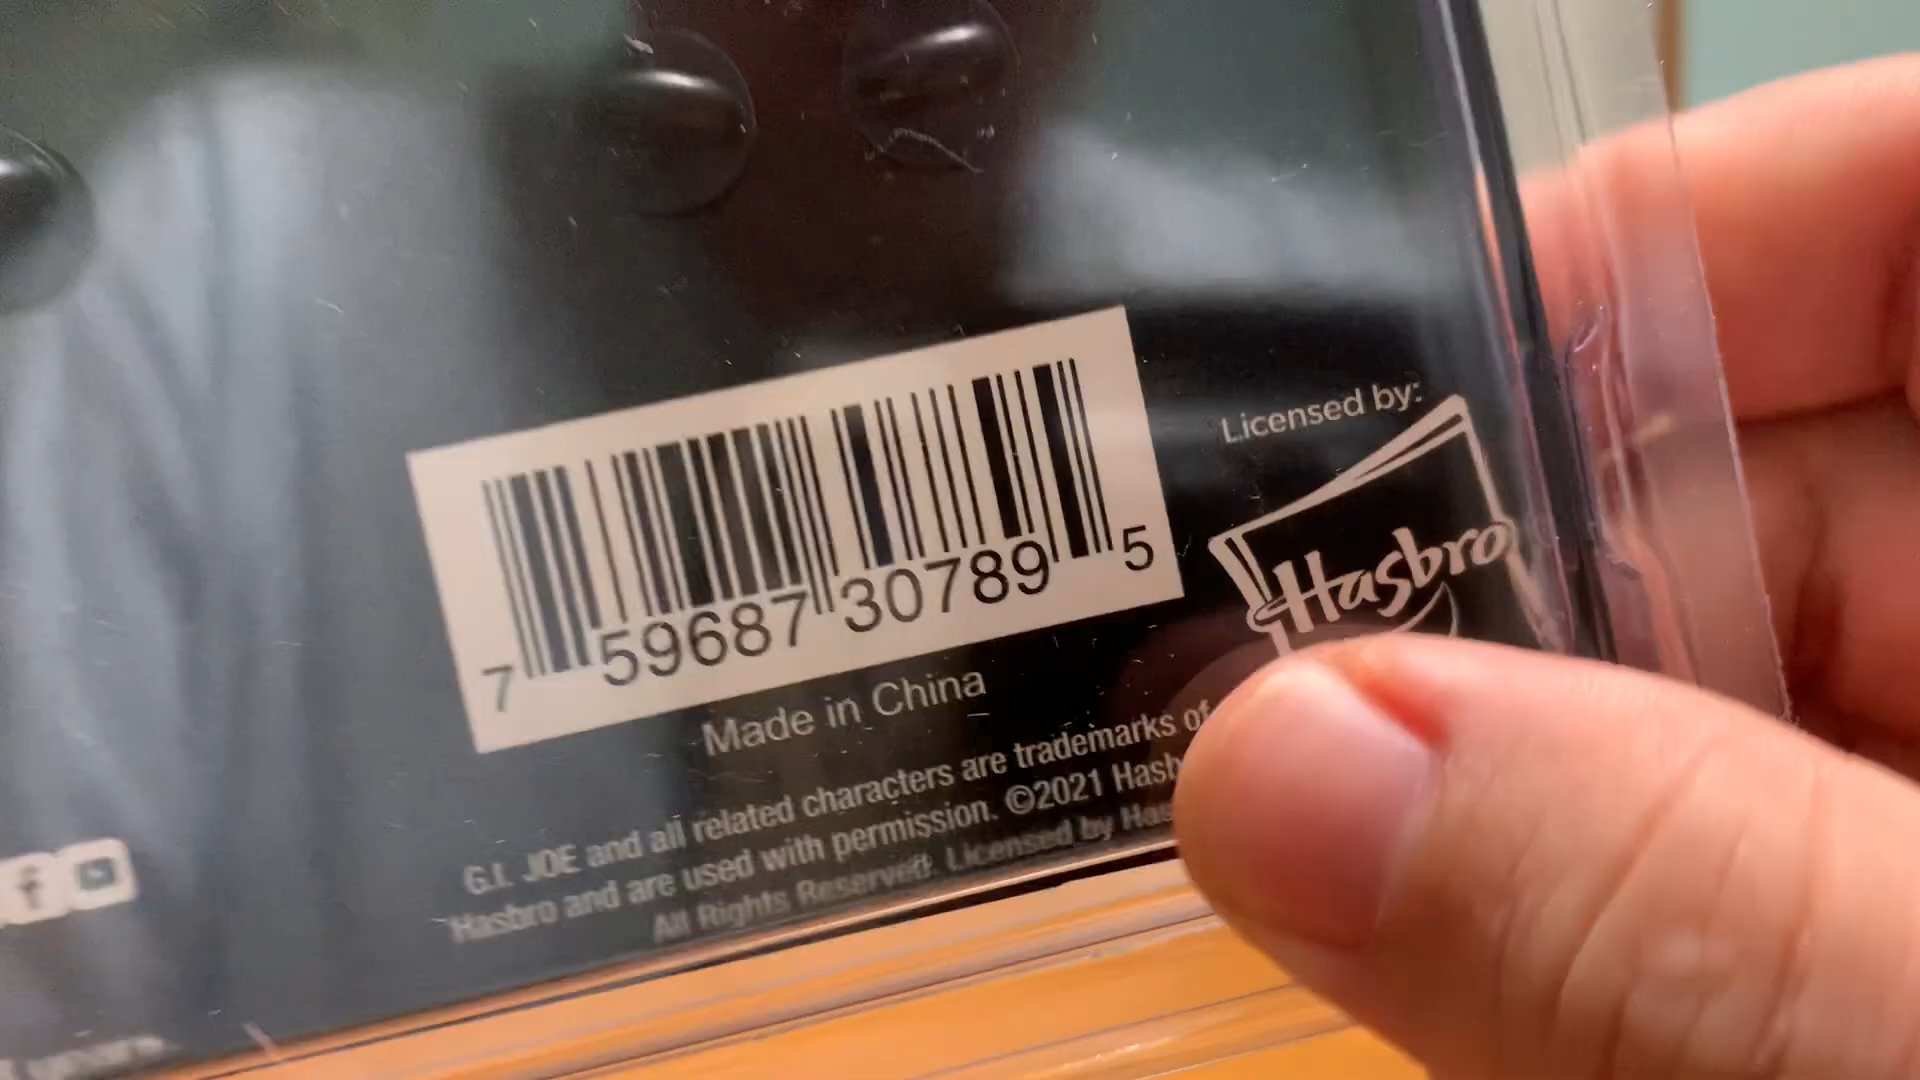 7 59687 30789 5
Made in China
Licensed by:
Hasbro
G.I. JOE and all related characters are trademarks of
Hasbro and are used with permission. ©2021 Hasb
All Rights Reserved. Licensed by Has
f